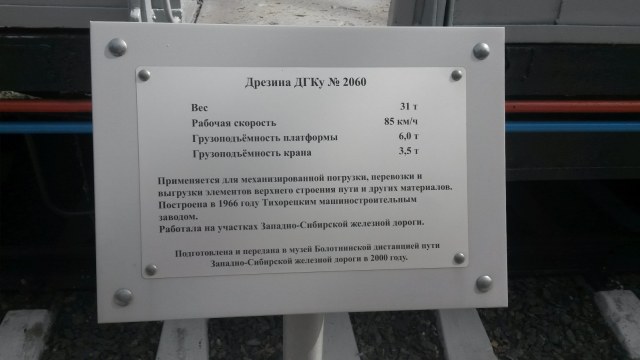 Дрезина ДГКу № 2060
Вес 31 т
Рабочая скорость 85 км/ч
Грузоподъёмность платформы 6,0 т
Грузоподъёмность крана 3,5 т
Применяется для механизированной погрузки, перевозки и
выгрузки элементов верхнего строения пути и других материалов.
Построена в 1966 году Тихорецким машиностроительным
заводом.
Работала на участках Западно-Сибирской железной дороги.
Подготовлена и передана в музей Болотнинской дистанцией пути
Западно-Сибирской железной дороги в 2000 году.